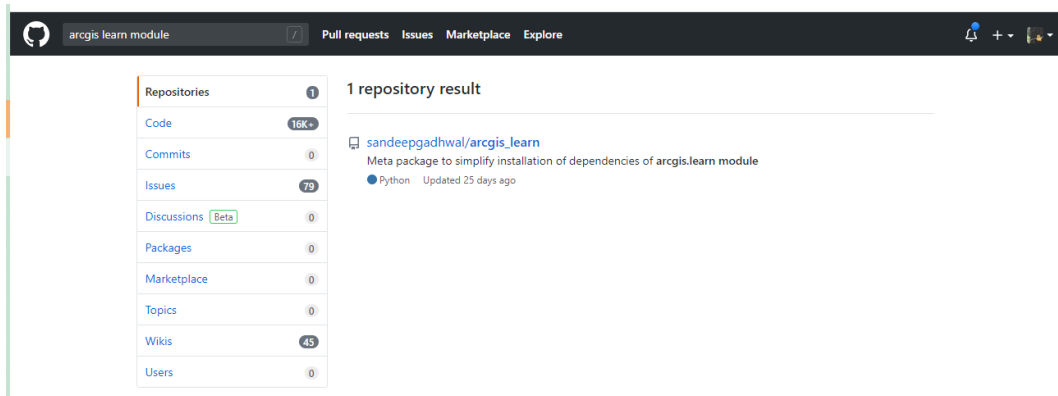 arcgis learn module / Pull requests Issues Marketplace Explore
Repositories 1
Code 16K+
Commits 0
Issues 79
Discussions Beta 0
Packages 0
Marketplace 0
Topics 0
Wikis 45
Users 0
1 repository result
sandeepgadhwal/arcgis_learn
Meta package to simplify installation of dependencies of arcgis.learn module
Python Updated 25 days ago